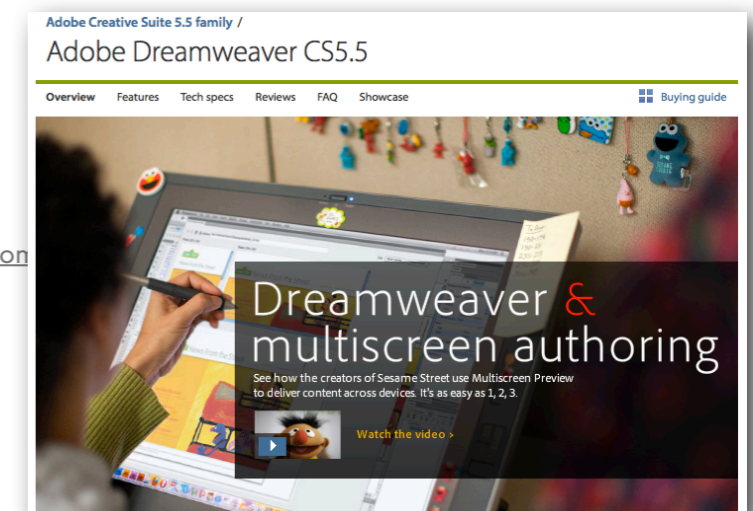 Adobe Creative Suite 5.5 family /
Adobe Dreamweaver CS5.5
Overview Features Tech specs Reviews FAQ Showcase Buying guide
on
Dreamweaver &
multiscreen authoring
See how the creators of Sesame Street use Multiscreen Preview
to deliver content across devices. It's as easy as 1, 2, 3.
Watch the video ›